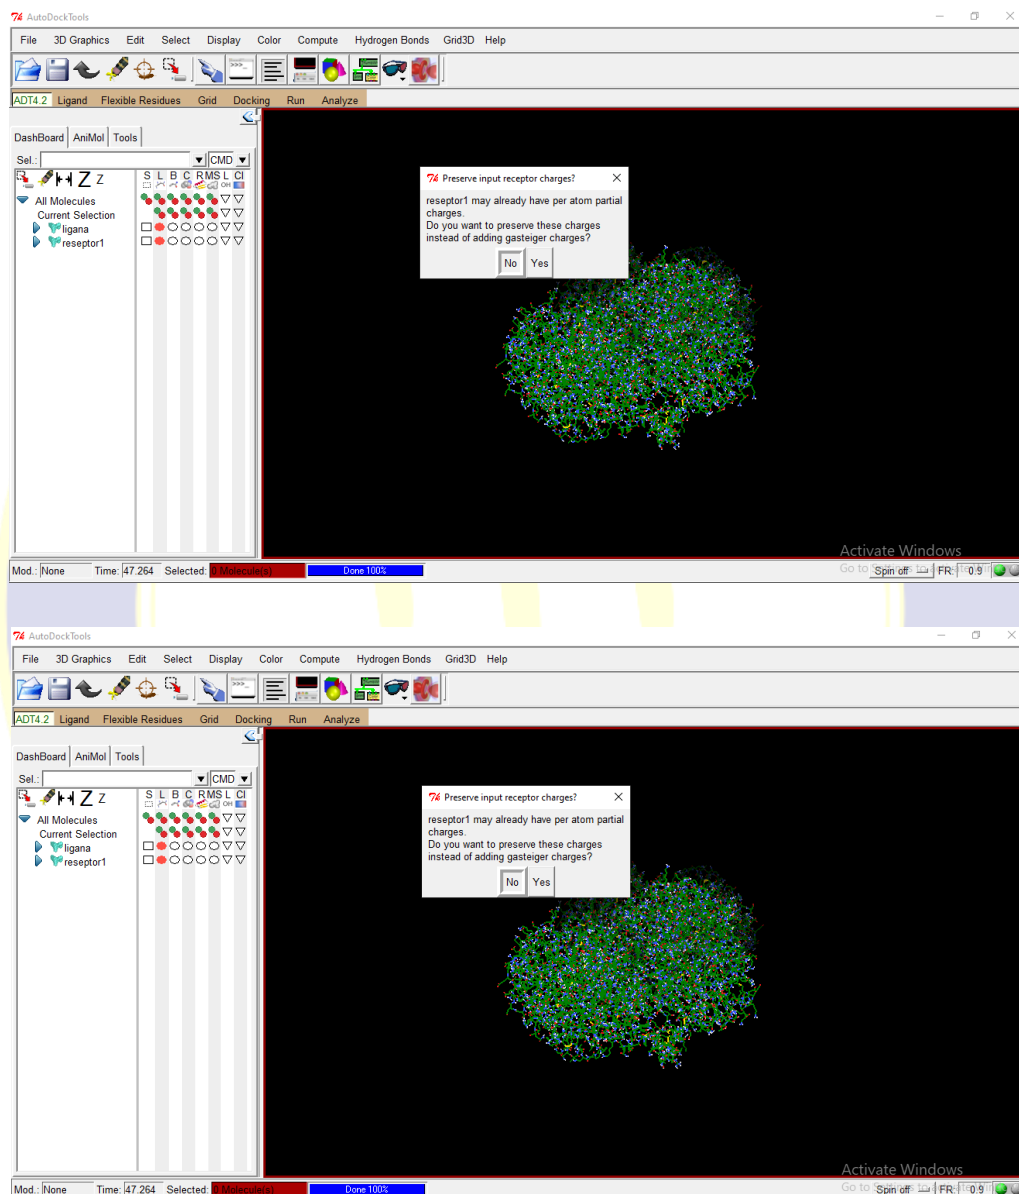 AutoDockTools
File 3D Graphics Edit Select Display Color Compute Hydrogen Bonds Grid3D Help
ADT4.2 Ligand Flexible Residues Grid Docking Run Analyze
DashBoard AniMol Tools
Sel.: CMD
S L B C R MS L Cl
All Molecules
Current Selection
ligana
reseptor1
Preserve input receptor charges?
reseptor1 may already have per atom partial
charges.
Do you want to preserve these charges
instead of adding gasteiger charges?
No Yes
Activate Windows
Mod.: None Time: 47.264 Selected: 0 Molecule(s) Done 100% Spin off FR: 0.9
AutoDockTools
File 3D Graphics Edit Select Display Color Compute Hydrogen Bonds Grid3D Help
ADT4.2 Ligand Flexible Residues Grid Docking Run Analyze
DashBoard AniMol Tools
Sel.: CMD
S L B C R MS L Cl
All Molecules
Current Selection
ligana
reseptor1
Preserve input receptor charges?
reseptor1 may already have per atom partial
charges.
Do you want to preserve these charges
instead of adding gasteiger charges?
No Yes
Activate Windows
Mod.: None Time: 47.264 Selected: 0 Molecule(s) Done 100% Spin off FR: 0.9